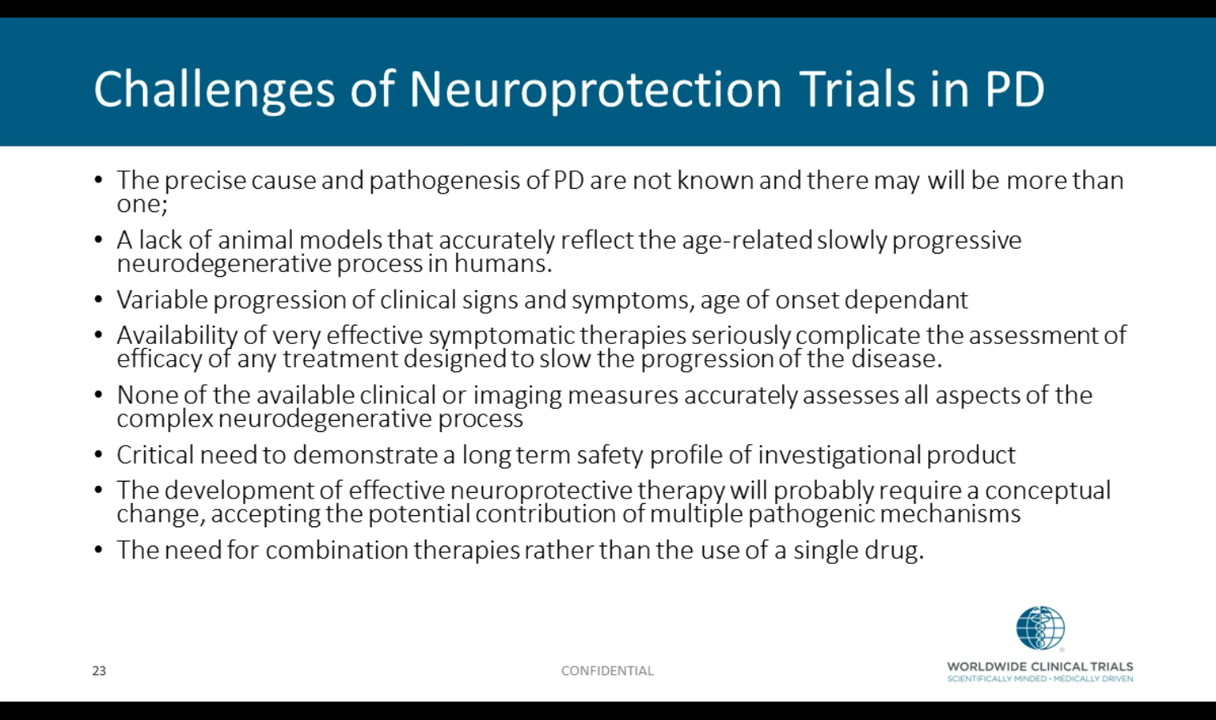 Challenges of Neuroprotection Trials in PD
• The precise cause and pathogenesis of PD are not known and there may will be more than
one;
• A lack of animal models that accurately reflect the age-related slowly progressive
neurodegenerative process in humans.
• Variable progression of clinical signs and symptoms, age of onset dependant
• Availability of very effective symptomatic therapies seriously complicate the assessment of
efficacy of any treatment designed to slow the progression of the disease.
• None of the available clinical or imaging measures accurately assesses all aspects of the
complex neurodegenerative process
• Critical need to demonstrate a long term safety profile of investigational product
• The development of effective neuroprotective therapy will probably require a conceptual
change, accepting the potential contribution of multiple pathogenic mechanisms
• The need for combination therapies rather than the use of a single drug.
23
CONFIDENTIAL
WORLDWIDE CLINICAL TRIALS
SCIENTIFICALLY MINDED • MEDICALLY DRIVEN